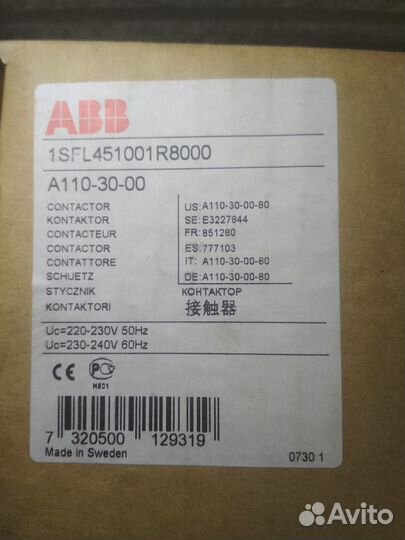 ABB
1SFL451001R8000
A110-30-00
CONTACTOR US:A110-30-00-80
KONTAKTOR SE:E3227844
CONTACTEUR FR:851280
CONTACTOR ES:777103
CONTATTORE IT: A110-30-00-80
SCHUETZ DE:A110-30-00-80
STYCZNIK КОНТАКТОР
KONTAKTORI 接触器
Uc=220-230V 50Hz
Uc=230-240V 60Hz
CE PC
ME01
7 320500 129319
Made in Sweden 0730 1
Avito